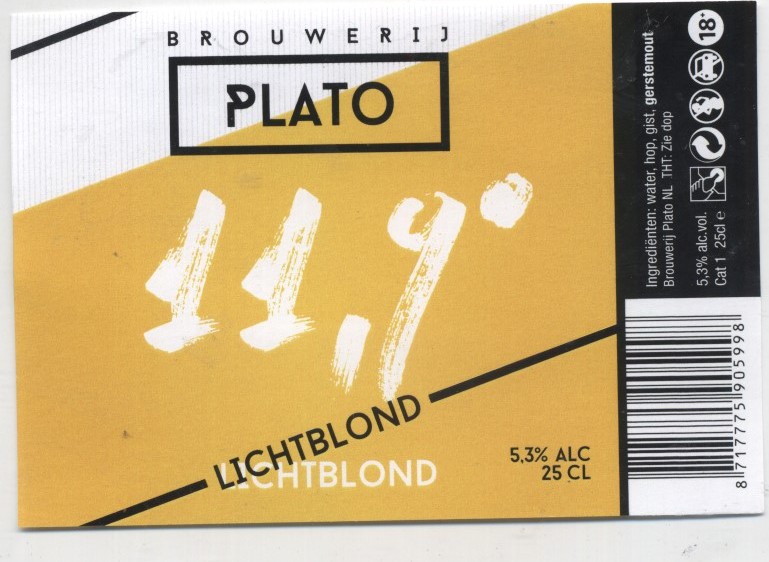 BROUWERIJ
PLATO
11,9°
LICHTBLOND
LICHTBLOND
5,3% ALC
25 CL
Ingrediënten: water, hop, gist, gerstemout
Brouwerij Plato NL THT: Zie dop
5,3% alc.vol.
Cat 1 25cl e
18+
8 717775 905998